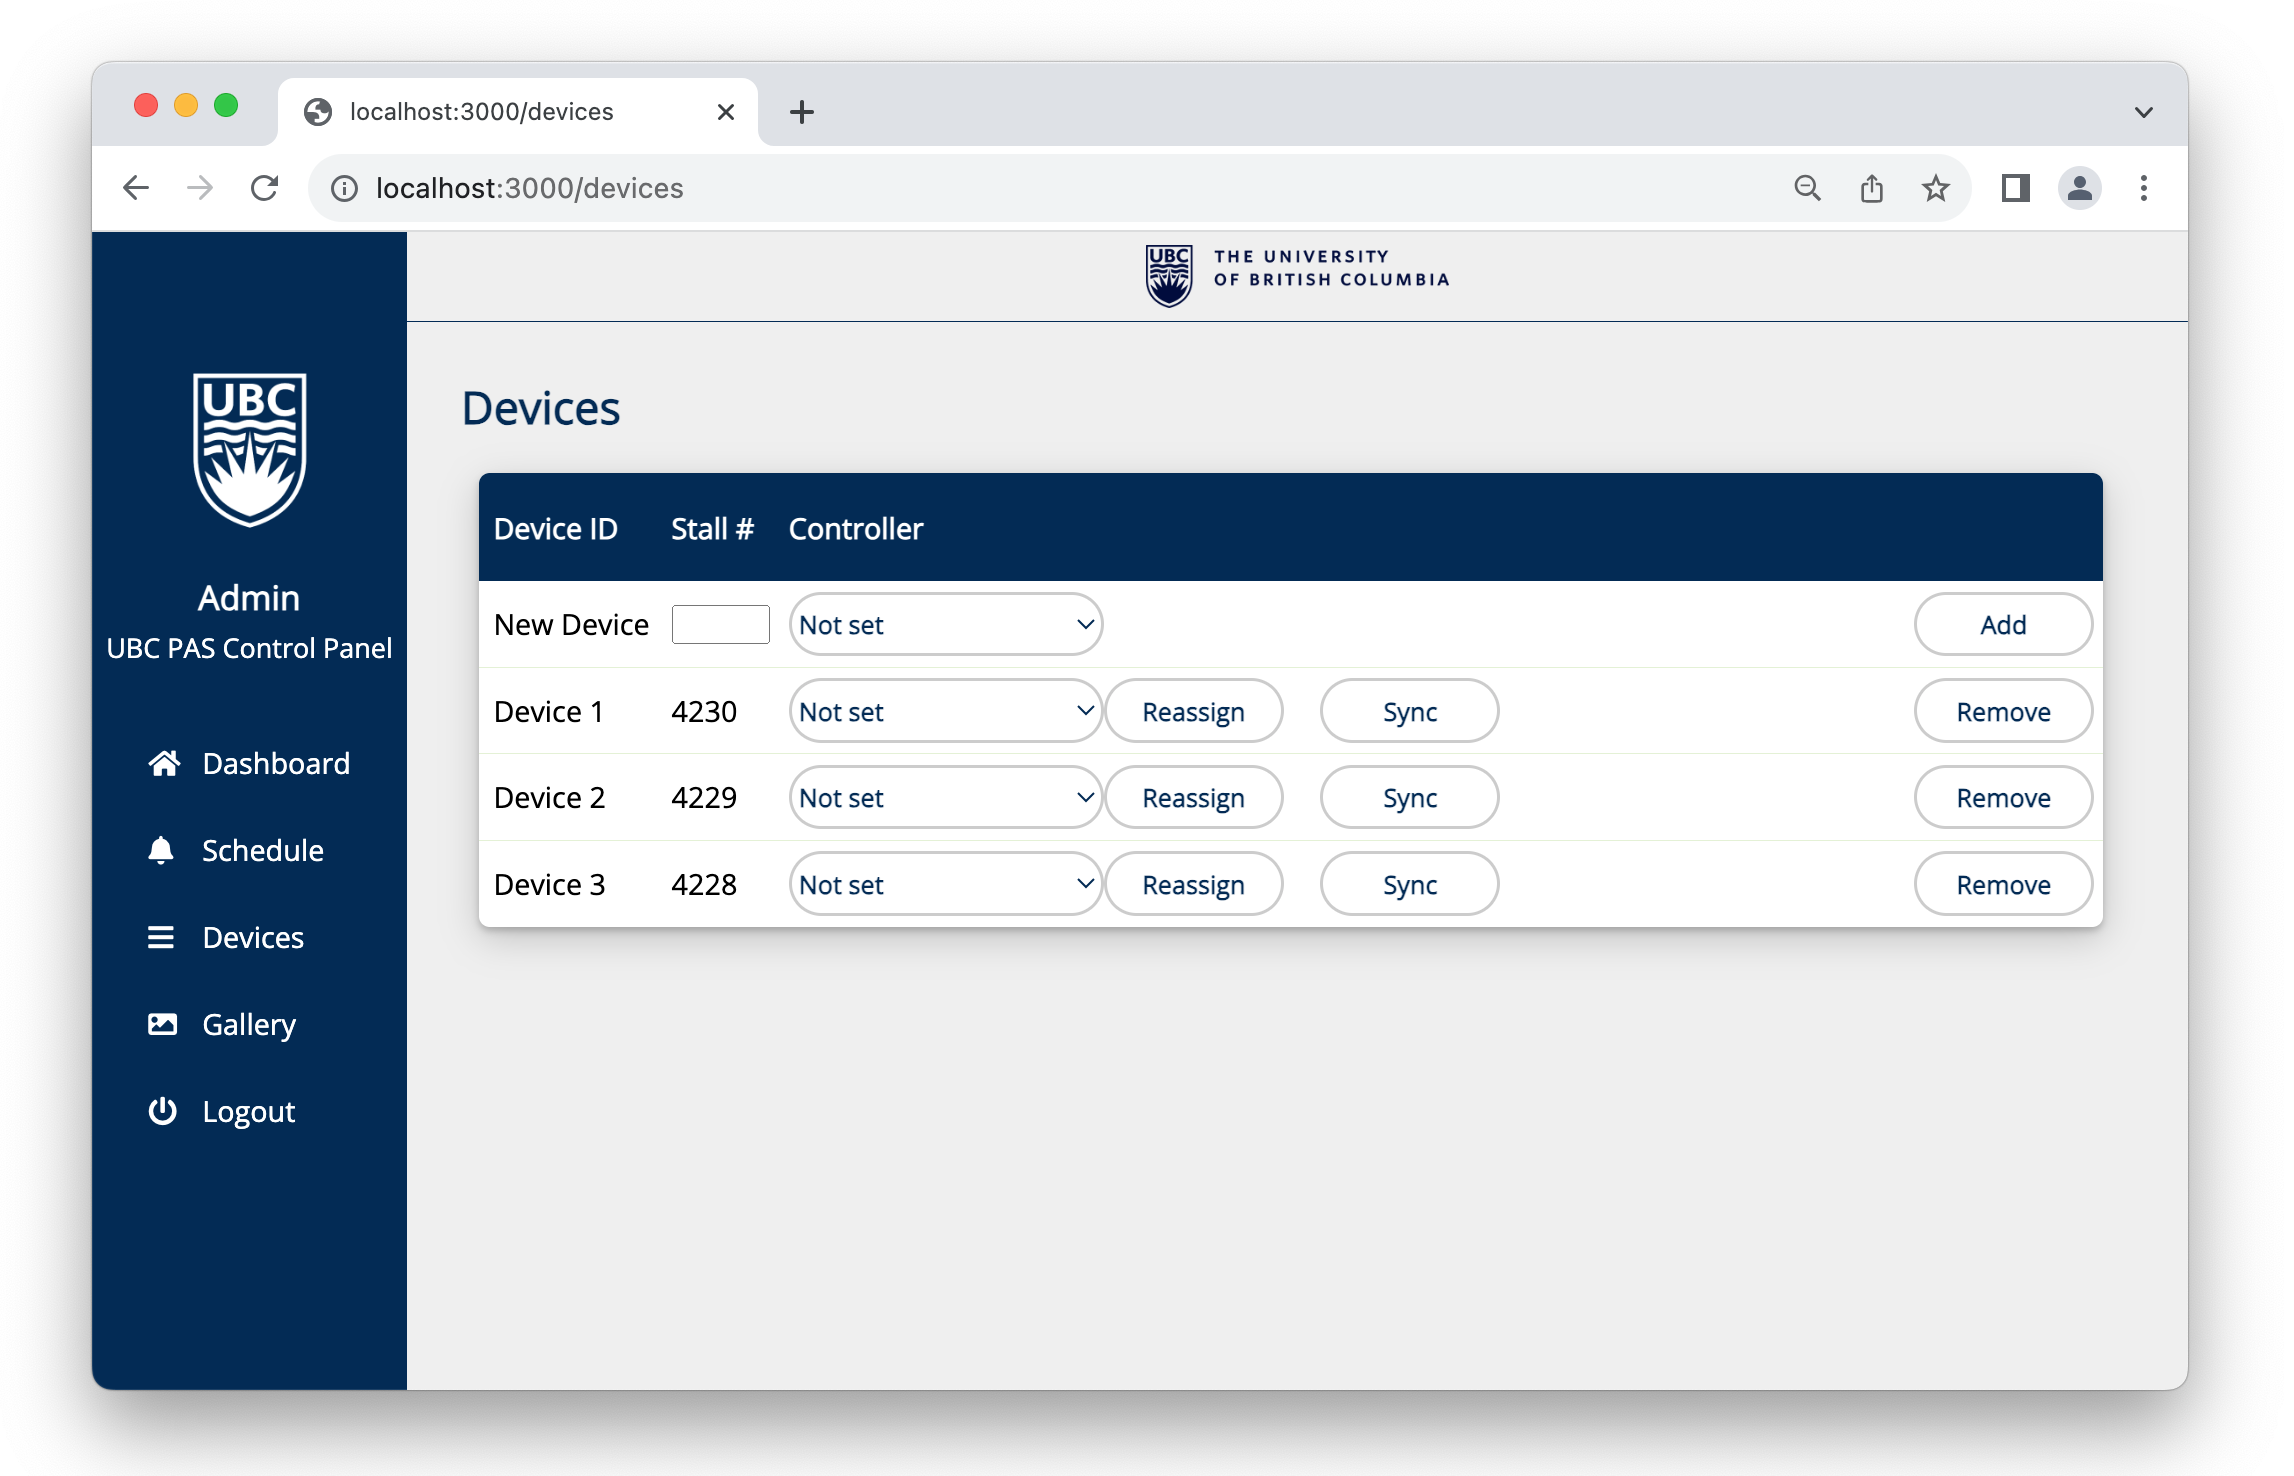 localhost:3000/devices
localhost:3000/devices
UBC
THE UNIVERSITY
OF BRITISH COLUMBIA
UBC
Admin
UBC PAS Control Panel
Dashboard
Schedule
Devices
Gallery
Logout
Devices
Device ID Stall # Controller
New Device Not set Add
Device 1 4230 Not set Reassign Sync Remove
Device 2 4229 Not set Reassign Sync Remove
Device 3 4228 Not set Reassign Sync Remove